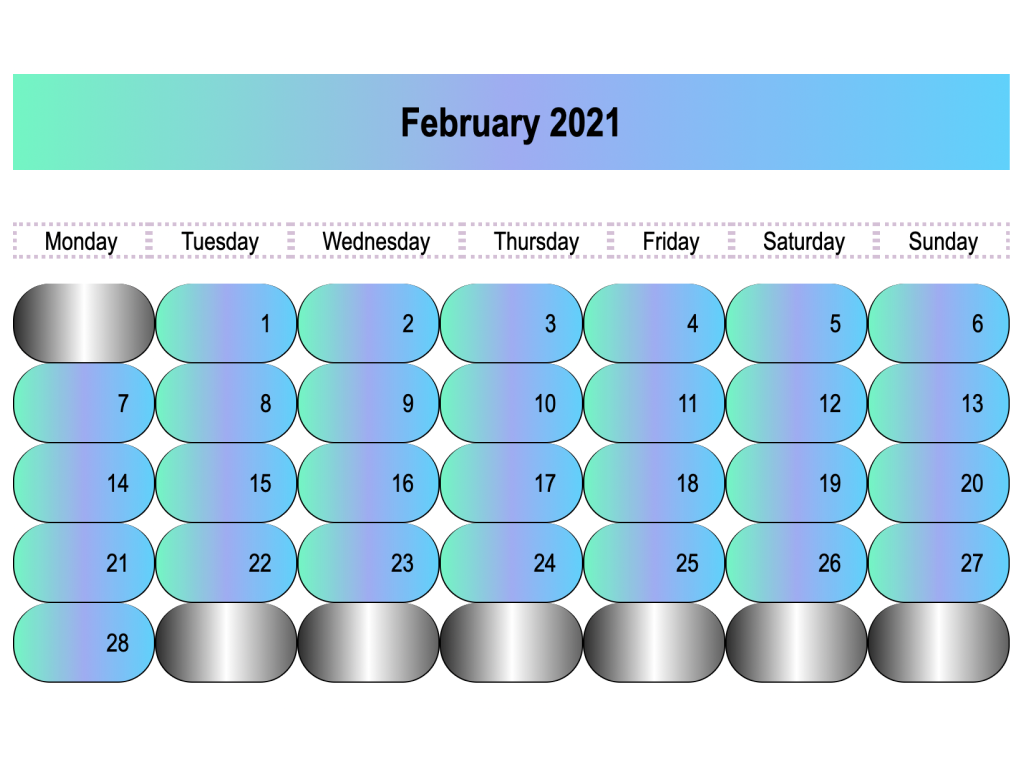 February 2021
Monday Tuesday Wednesday Thursday Friday Saturday Sunday
1 2 3 4 5 6
7 8 9 10 11 12 13
14 15 16 17 18 19 20
21 22 23 24 25 26 27
28